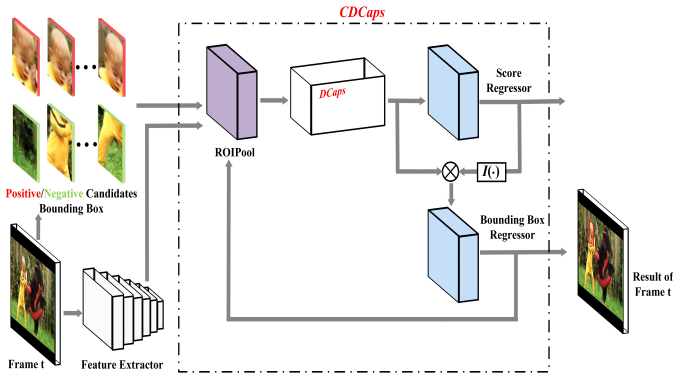 CDCaps
DCaps
Score
Regressor
ROIPool
I(·)
Positive/Negative Candidates
Bounding Box
Bounding Box
Regressor
Result of
Frame t
Frame t
Feature Extractor